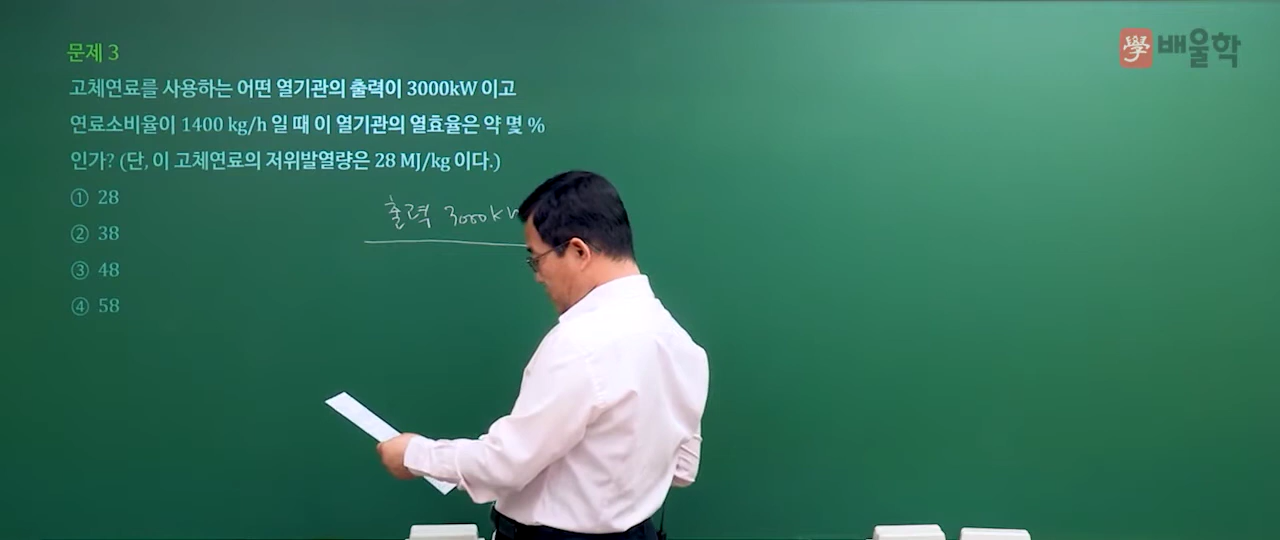 문제 3
고체연료를 사용하는 어떤 열기관의 출력이 3000kW 이고
연료소비율이 1400 kg/h 일 때 이 열기관의 열효율은 약 몇 %
인가? (단, 이 고체연료의 저위발열량은 28 MJ/kg 이다.)
① 28
② 38
③ 48
④ 58
출력 3000kW
學 배울학